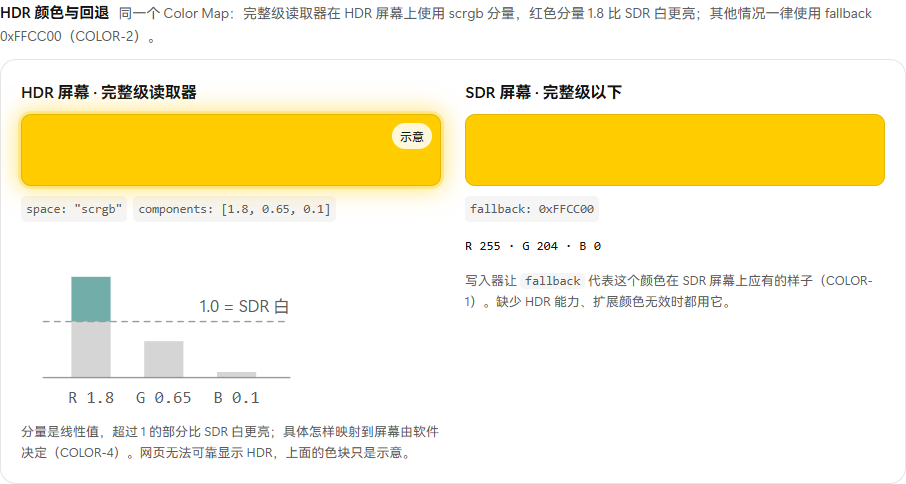 HDR 颜色与回退 同一个 Color Map：完整级读取器在 HDR 屏幕上使用 scrgb 分量，红色分量 1.8 比 SDR 白更亮；其他情况一律使用 fallback
0xFFCC00（COLOR-2）。
HDR 屏幕 · 完整级读取器
示意
space: "scrgb" components: [1.8, 0.65, 0.1]
1.0 = SDR 白
R 1.8 G 0.65 B 0.1
分量是线性值，超过 1 的部分比 SDR 白更亮；具体怎样映射到屏幕由软件
决定（COLOR-4）。网页无法可靠显示 HDR，上面的色块只是示意。
SDR 屏幕 · 完整级以下
fallback: 0xFFCC00
R 255 · G 204 · B 0
写入器让 fallback 代表这个颜色在 SDR 屏幕上应有的样子（COLOR-
1）。缺少 HDR 能力、扩展颜色无效时都用它。